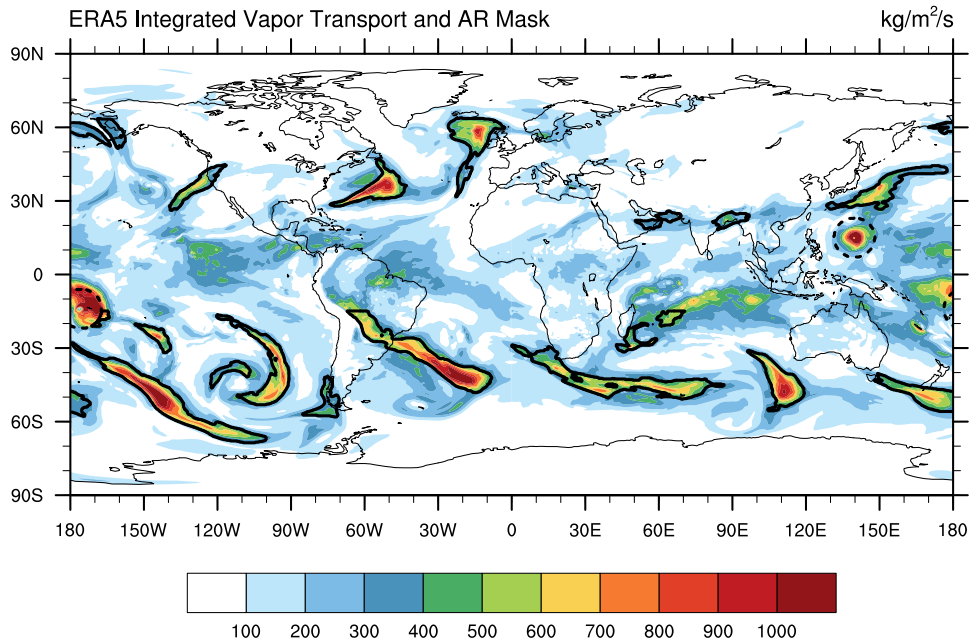 ERA5 Integrated Vapor Transport and AR Mask kg/m²/s
90N
60N
30N
0
30S
60S
90S
180 150W 120W 90W 60W 30W 0 30E 60E 90E 120E 150E 180
100 200 300 400 500 600 700 800 900 1000